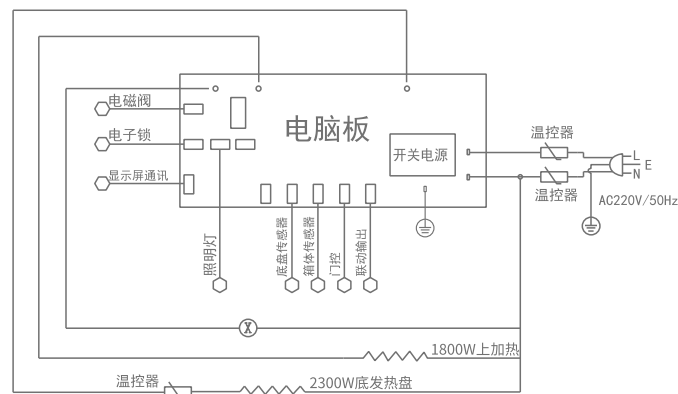 电磁阀
电子锁
显示屏通讯
电脑板
开关电源
温控器
温控器
L
E
N
AC220V/50Hz
照明灯
底盘传感器
箱体传感器
门控
联动输出
X
1800W上加热
温控器
2300W底发热盘